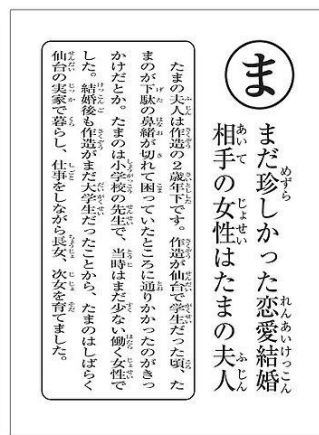 ま
まだ珍しかった恋愛結婚
相手の女性はたまの夫人
たまの夫人は作造の2歳年下です。作造が仙台で学生だった頃、た
まのが下駄の鼻緒が切れて困っていたところに通りかかったのがきっ
かけだとか。たまのは小学校の先生で、当時はまだ少ない働く女性で
した。結婚後も作造がまだ大学生だったことから、たまのはしばらく
仙台の実家で暮らし、仕事をしながら長女、次女を育てました。